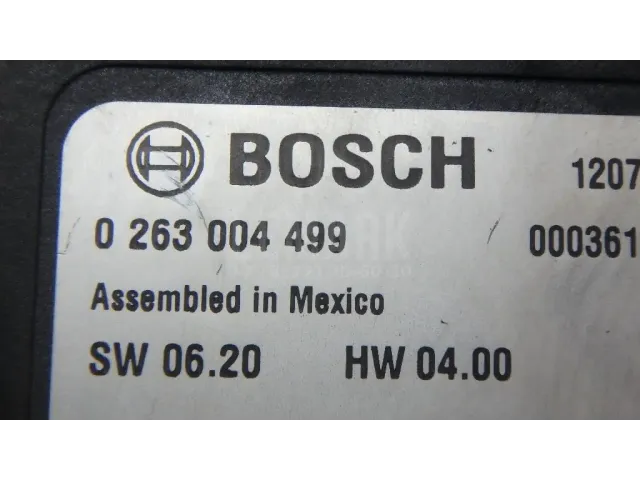 BOSCH 1207
0 263 004 499 000361
Assembled in Mexico
SW 06.20 HW 04.00